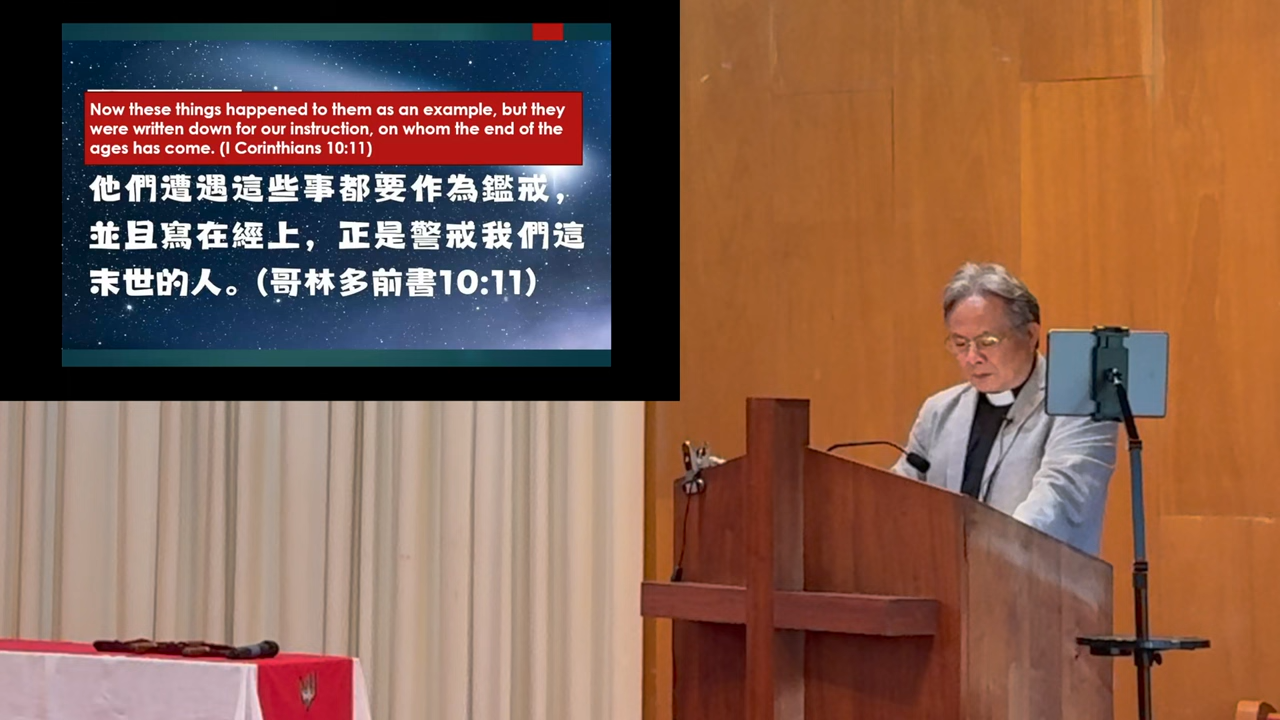 Now these things happened to them as an example, but they
were written down for our instruction, on whom the end of the
ages has come. (I Corinthians 10:11)
他們遭遇這些事都要作為鑑戒，
並且寫在經上，正是警戒我們這
末世的人。(哥林多前書10:11)